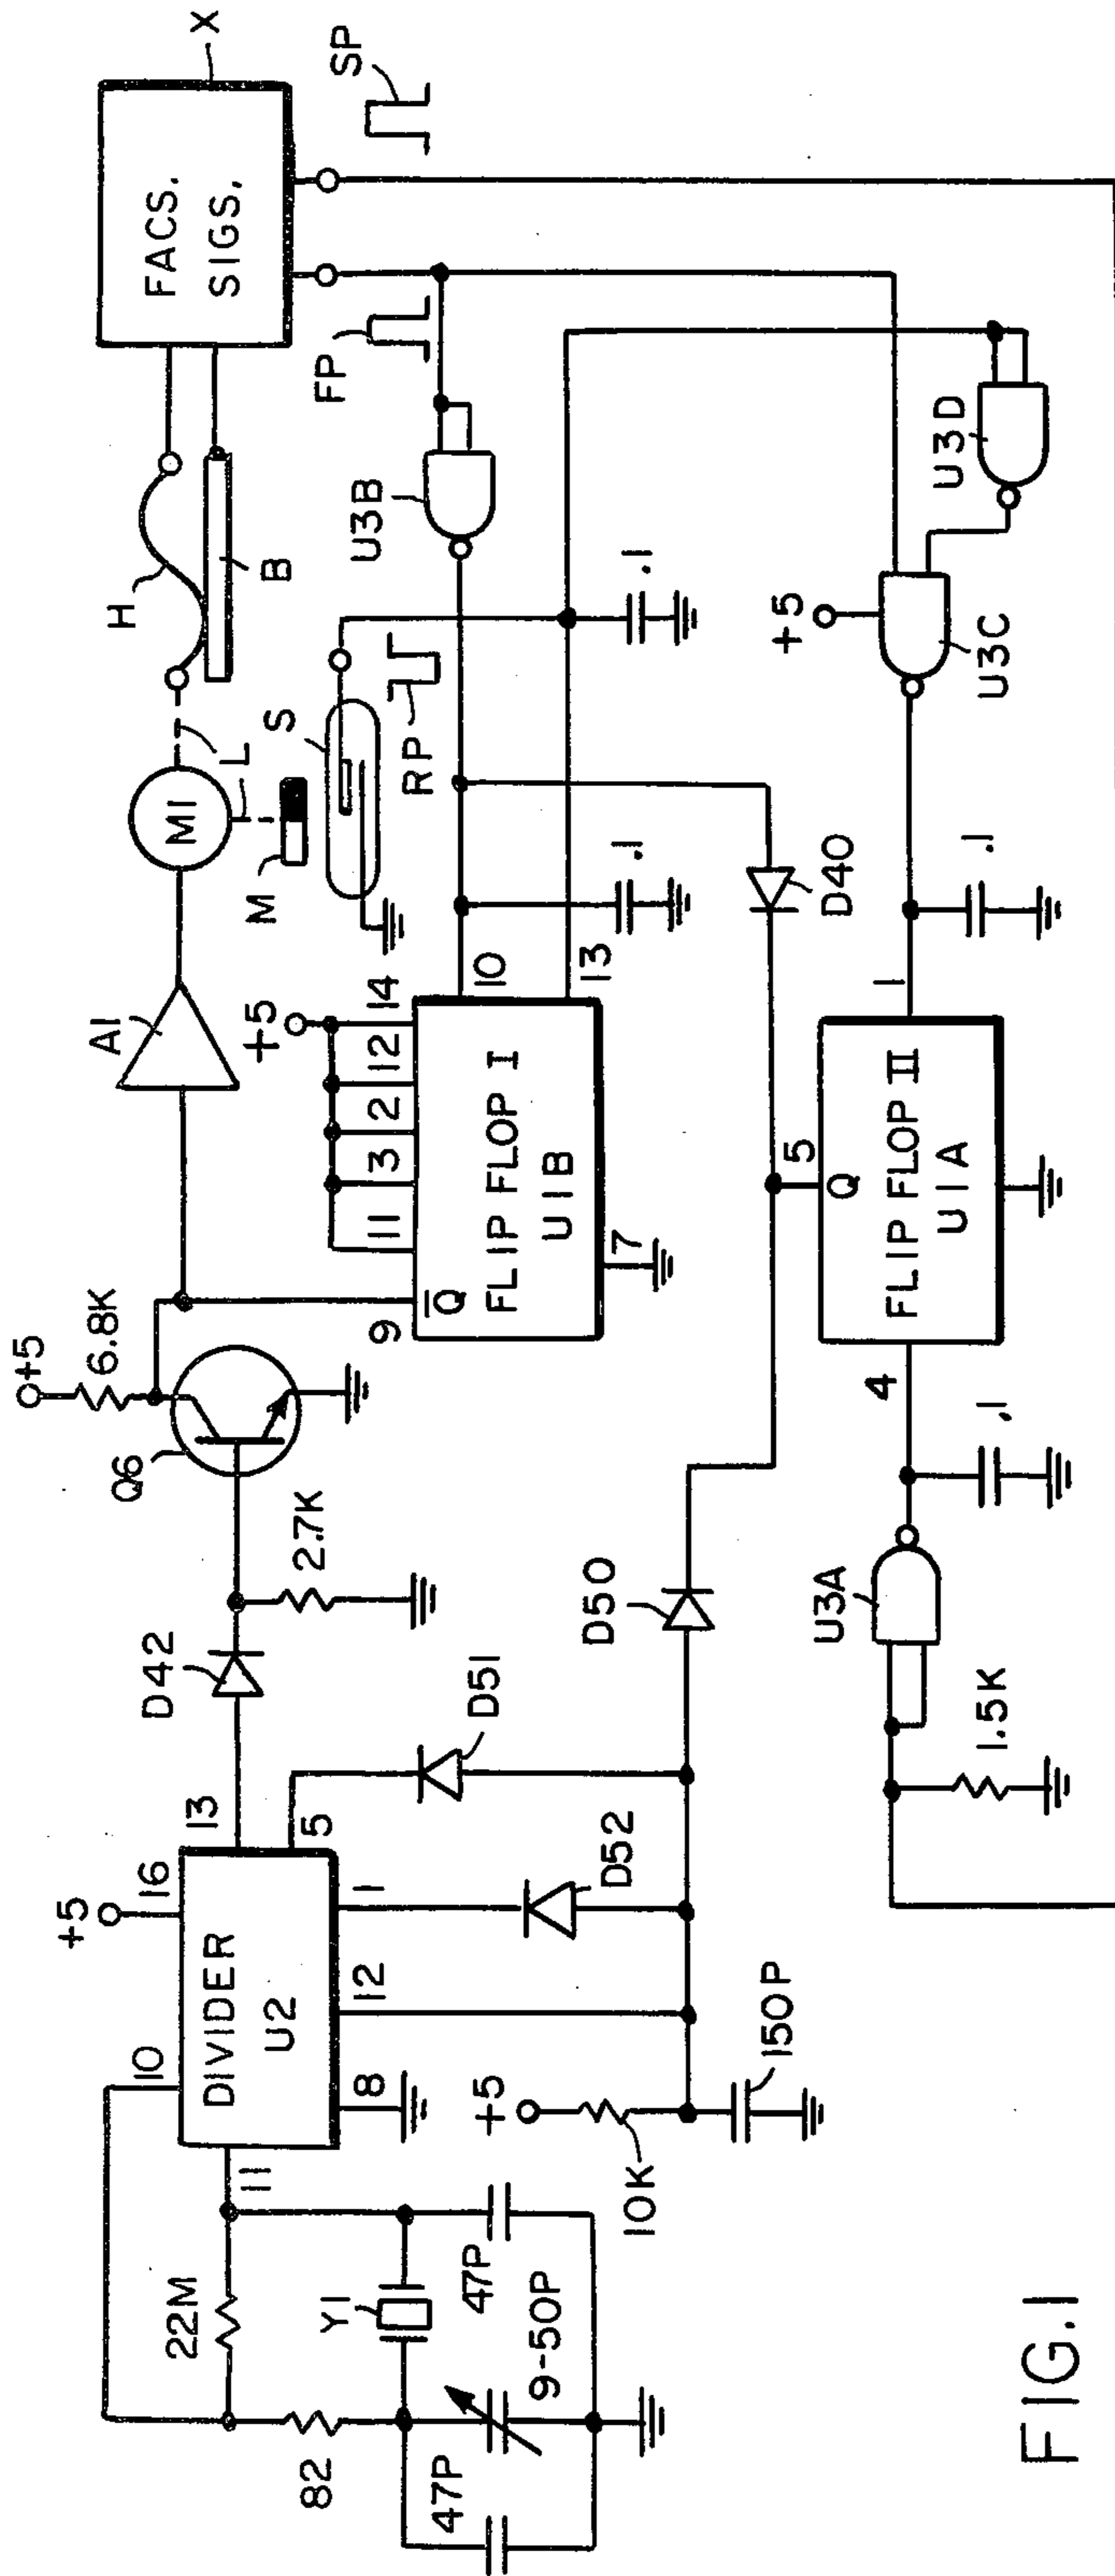 +5
6.8K
Q6
A1
M1
L
H
B
FACS.
SIGS.
X
SP
FP
M
S
RP
U3B
+5
16
10
DIVIDER
U2
13
11
5
1
12
8
D42
2.7K
9
Q
11
3
2
12
14
+5
FLIP FLOP I
U1B
10
13
7
.1
.1
22M
82
Y1
47P
9-50P
47P
+5
10K
150P
D52
D51
D50
D40
+5
U3C
U3D
5
Q
FLIP FLOP II
U1A
4
1
.1
.1
U3A
1.5K
FIG.1